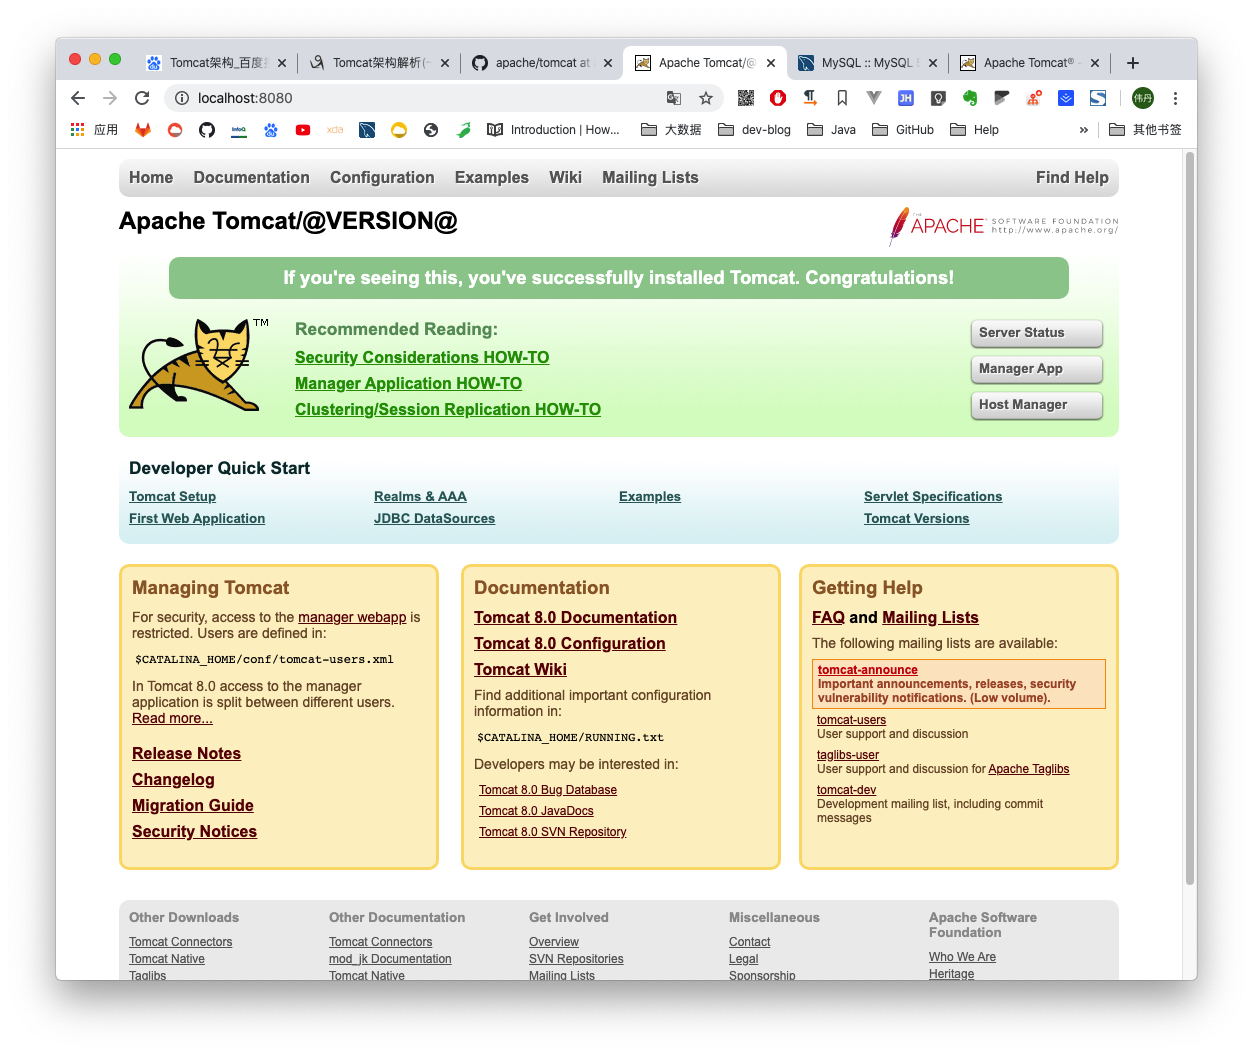 Tomcat架构_百度
Tomcat架构解析(
apache/tomcat at
Apache Tomcat/@
MySQL :: MySQL
Apache Tomcat®
localhost:8080
JH
伟丹
应用
InfoQ
xda
Introduction | How...
大数据
dev-blog
Java
GitHub
Help
»
其他书签
Home Documentation Configuration Examples Wiki Mailing Lists Find Help
Apache Tomcat/@VERSION@
THE APACHE SOFTWARE FOUNDATION
http://www.apache.org/
If you're seeing this, you've successfully installed Tomcat. Congratulations!
TM
Recommended Reading:
Security Considerations HOW-TO
Manager Application HOW-TO
Clustering/Session Replication HOW-TO
Server Status
Manager App
Host Manager
Developer Quick Start
Tomcat Setup
First Web Application
Realms & AAA
JDBC DataSources
Examples
Servlet Specifications
Tomcat Versions
Managing Tomcat
For security, access to the manager webapp is
restricted. Users are defined in:
$CATALINA_HOME/conf/tomcat-users.xml
In Tomcat 8.0 access to the manager
application is split between different users.
Read more...
Release Notes
Changelog
Migration Guide
Security Notices
Documentation
Tomcat 8.0 Documentation
Tomcat 8.0 Configuration
Tomcat Wiki
Find additional important configuration
information in:
$CATALINA_HOME/RUNNING.txt
Developers may be interested in:
Tomcat 8.0 Bug Database
Tomcat 8.0 JavaDocs
Tomcat 8.0 SVN Repository
Getting Help
FAQ and Mailing Lists
The following mailing lists are available:
tomcat-announce
Important announcements, releases, security
vulnerability notifications. (Low volume).
tomcat-users
User support and discussion
taglibs-user
User support and discussion for Apache Taglibs
tomcat-dev
Development mailing list, including commit
messages
Other Downloads
Tomcat Connectors
Tomcat Native
Taglibs
Other Documentation
Tomcat Connectors
mod_jk Documentation
Tomcat Native
Get Involved
Overview
SVN Repositories
Mailing Lists
Miscellaneous
Contact
Legal
Sponsorship
Apache Software
Foundation
Who We Are
Heritage